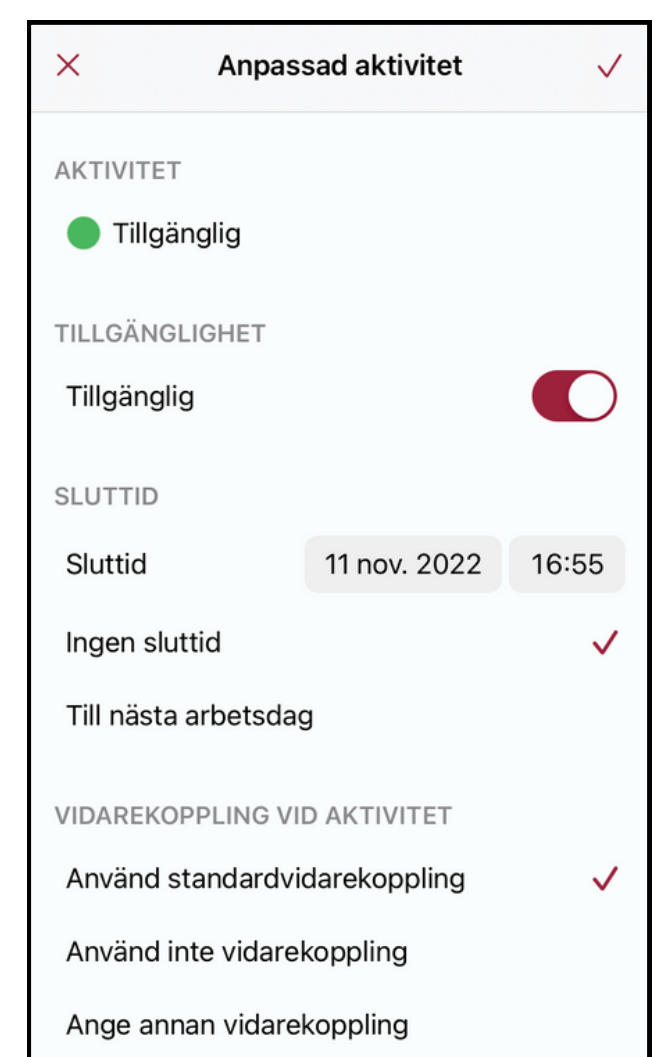 Anpassad aktivitet
AKTIVITET
Tillgänglig
TILLGÄNGLIGHET
Tillgänglig
SLUTTID
Sluttid 11 nov. 2022 16:55
Ingen sluttid
Till nästa arbetsdag
VIDAREKOPPLING VID AKTIVITET
Använd standardvidarekoppling
Använd inte vidarekoppling
Ange annan vidarekoppling